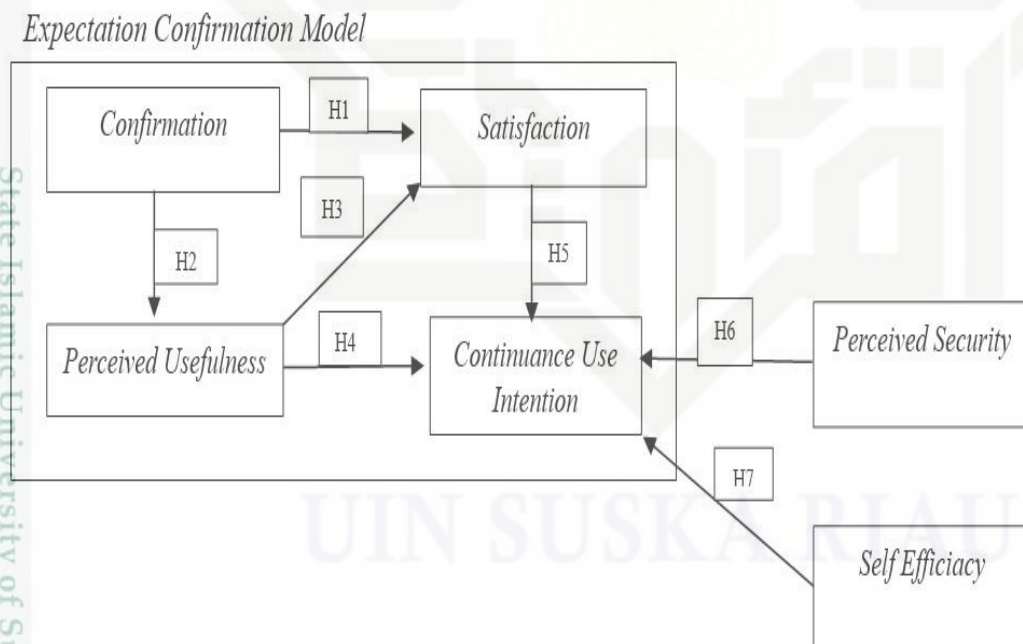 Expectation Confirmation Model
Confirmation
H1
Satisfaction
H3
H2
H5
Perceived Usefulness
H4
Continuance Use
Intention
H6
Perceived Security
H7
Self Efficiacy
UIN SUSKA RIAU
State Islamic University of